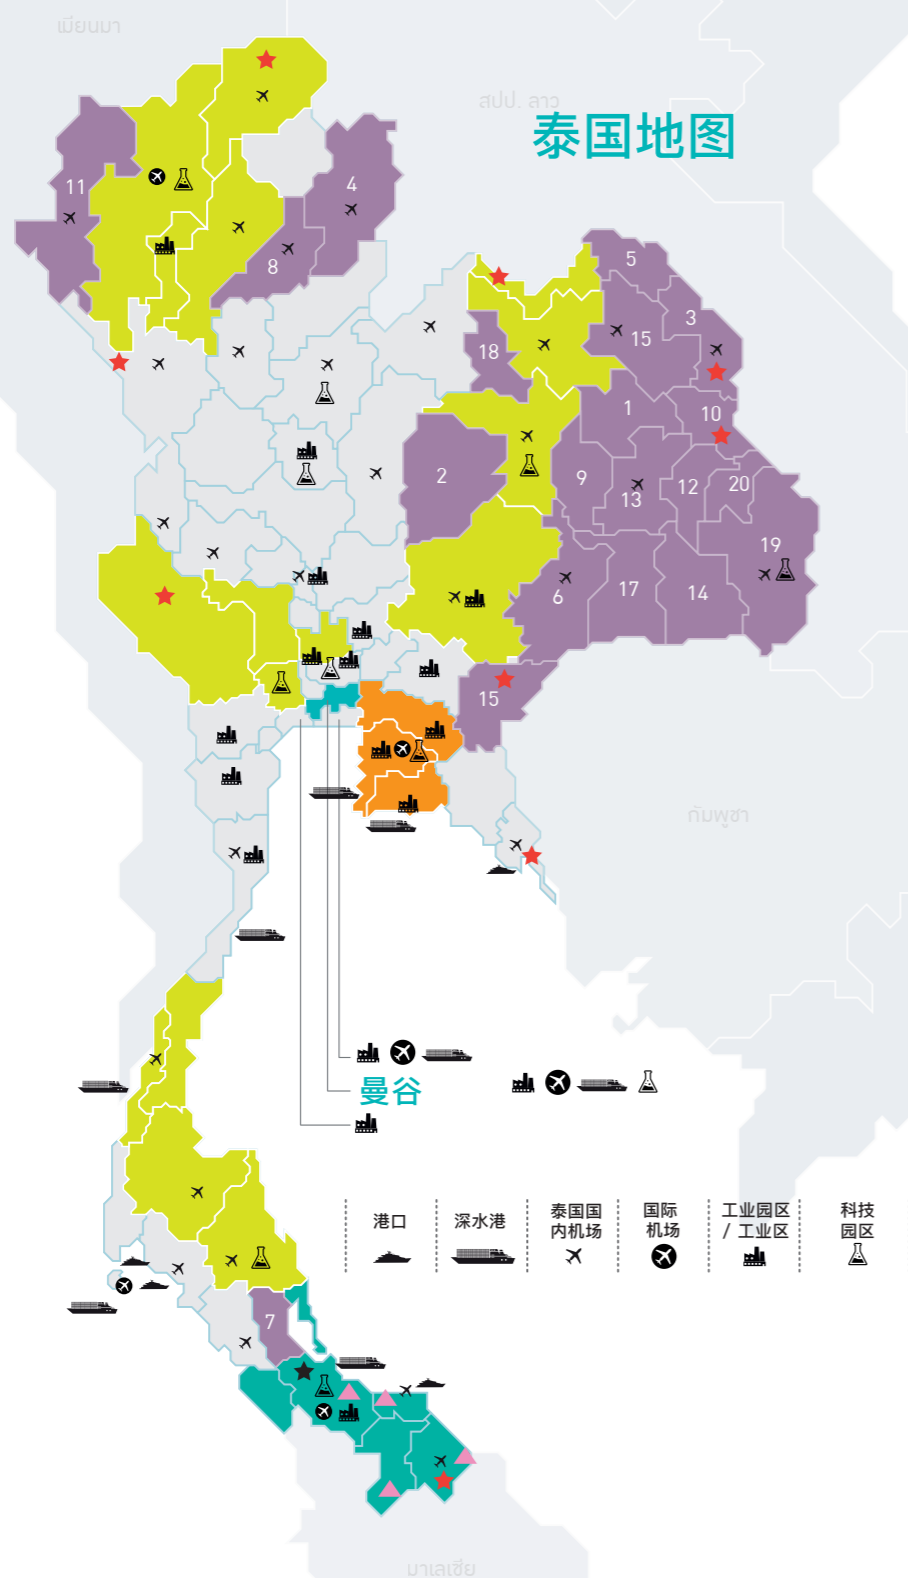 เมียนมา
สปป. ลาว
泰国地图
11
4
8
5
3
15
18
1
10
2
9
13
12
20
19
6
17
14
15
กัมพูชา
曼谷
港口
深水港
泰国国
内机场
国际
机场
工业园区
/ 工业区
科技
园区
7
มาเลเซีย